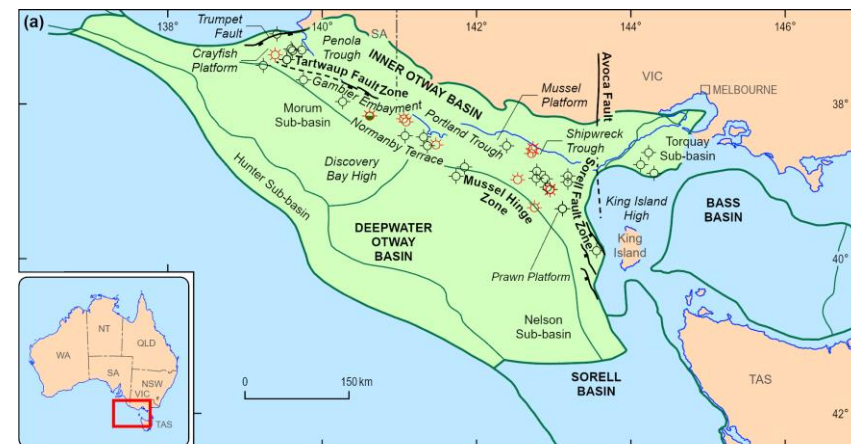 (a)
138°
140°
142°
144°
146°
Trumpet
Fault
SA
Penola
Trough
Crayfish
Platform
Tartwaup Fault Zone
INNER OTWAY BASIN
Gambier Embayment
Mussel
Platform
Avoca Fault
VIC
MELBOURNE
38°
Morum
Sub-basin
Portland Trough
Shipwreck
Trough
Torquay
Sub-basin
Normanby Terrace
Hunter Sub-basin
Discovery
Bay High
Mussel Hinge
Zone
Sorell Fault Zone
King Island
High
BASS
BASIN
DEEPWATER
OTWAY
BASIN
King
Island
40°
Prawn Platform
Nelson
Sub-basin
SORELL
BASIN
TAS
42°
0
150 km
WA
NT
QLD
SA
NSW
VIC
TAS